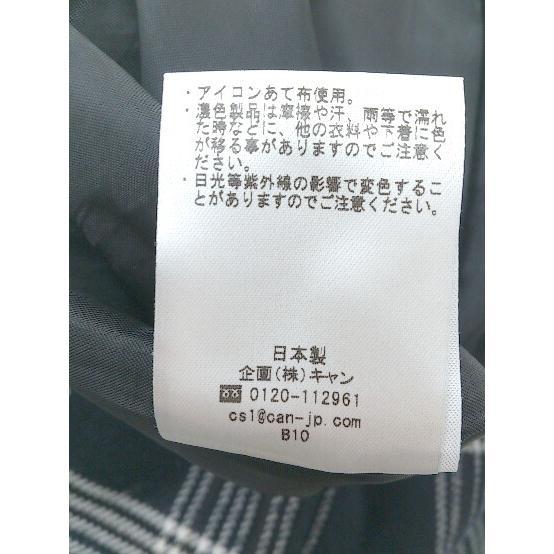 ・アイロンあて布使用。
・濃色製品は摩擦や汗、雨等で濡れ
た時などに、他の衣料や下着に色
が移る事がありますのでご注意く
ださい。
・日光等紫外線の影響で変色するこ
とがありますのでご注意ください。
日本製
企画(株)キャン
0120-112961
cs1@can-jp.com
B10